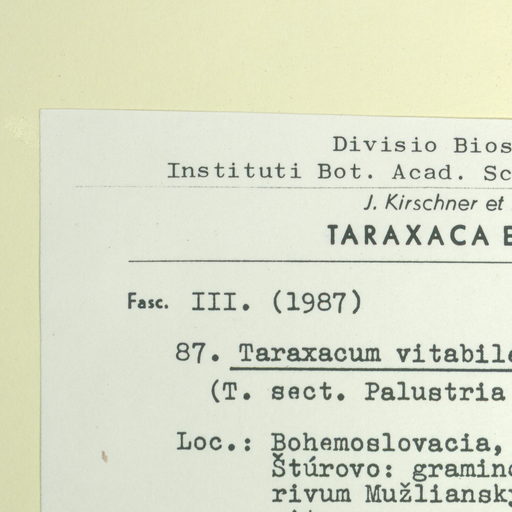 Divisio Bios
Instituti Bot. Acad. Sc
J. Kirschner et
TARAXACA E
Fasc. III. (1987)
87. Taraxacum vitabile
(T. sect. Palustria
Loc.: Bohemoslovacia,
Štúrovo: gramino
rivum Mužliansky